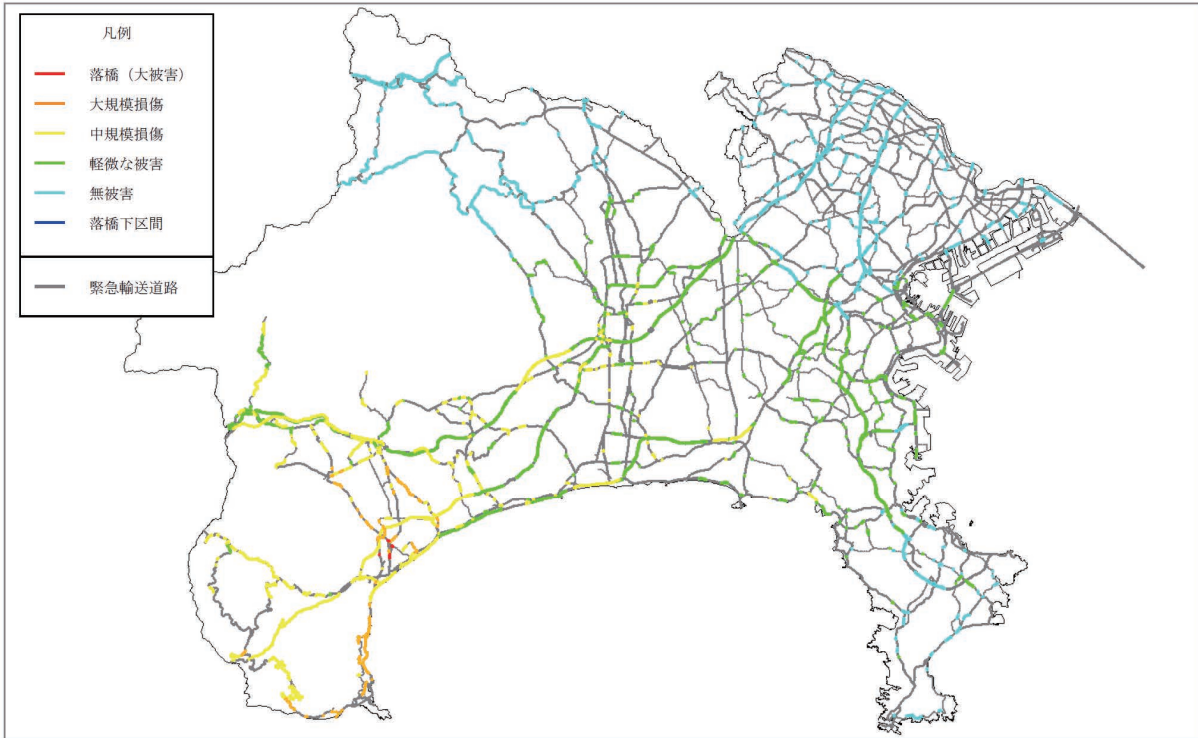 凡例
落橋（大被害）
大規模損傷
中規模損傷
軽微な被害
無被害
落橋下区間
緊急輸送道路